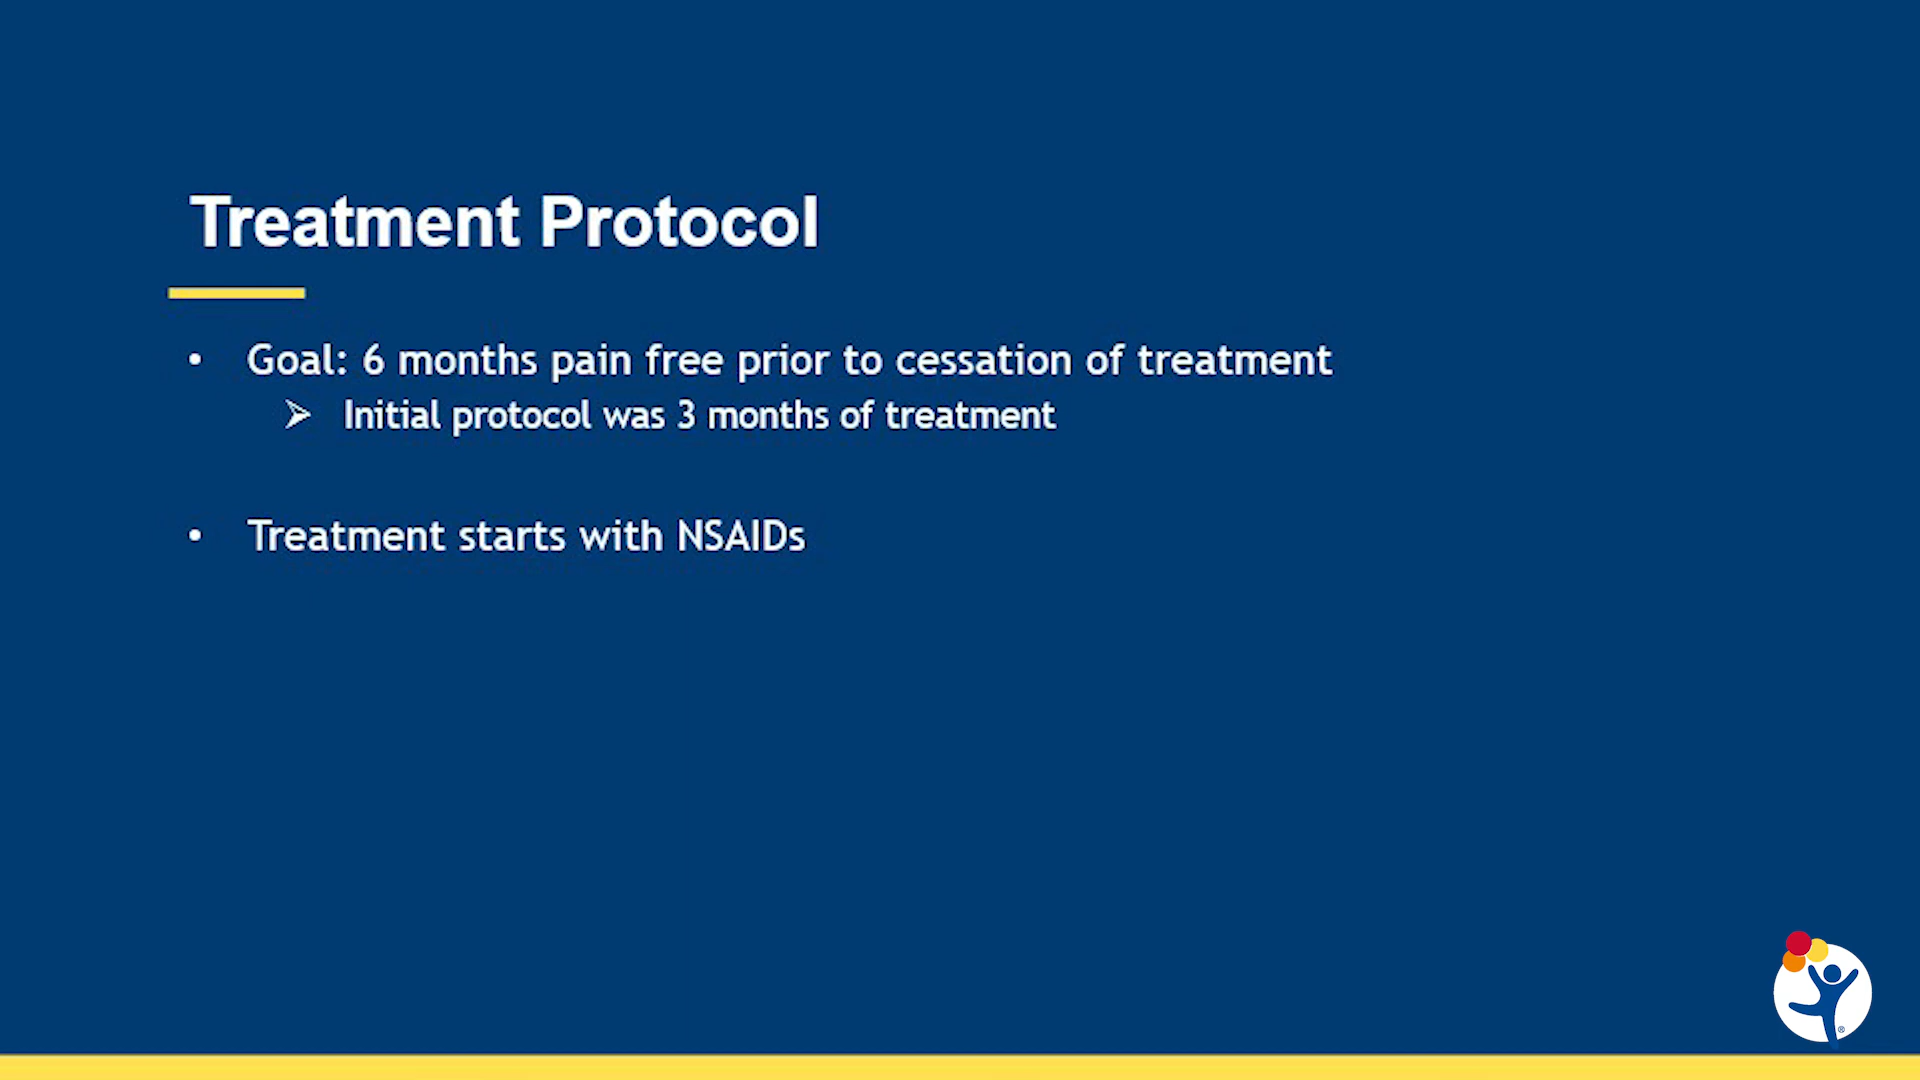 Treatment Protocol
• Goal: 6 months pain free prior to cessation of treatment
➢ Initial protocol was 3 months of treatment
• Treatment starts with NSAIDs
®